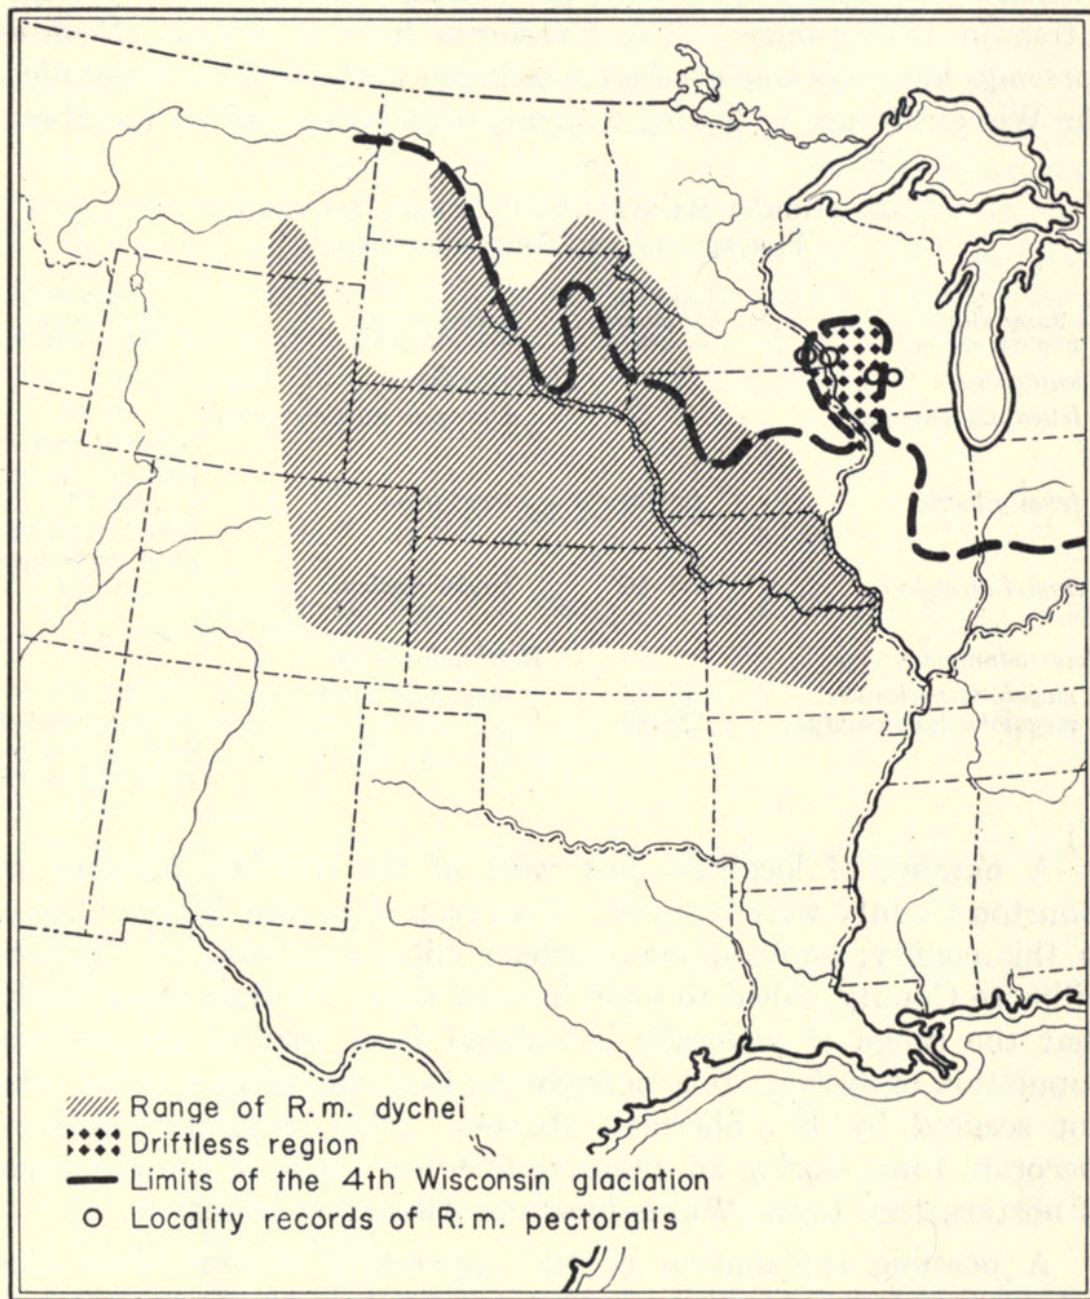 Range of R.m. dychei
Driftless region
Limits of the 4th Wisconsin glaciation
Locality records of R.m. pectoralis